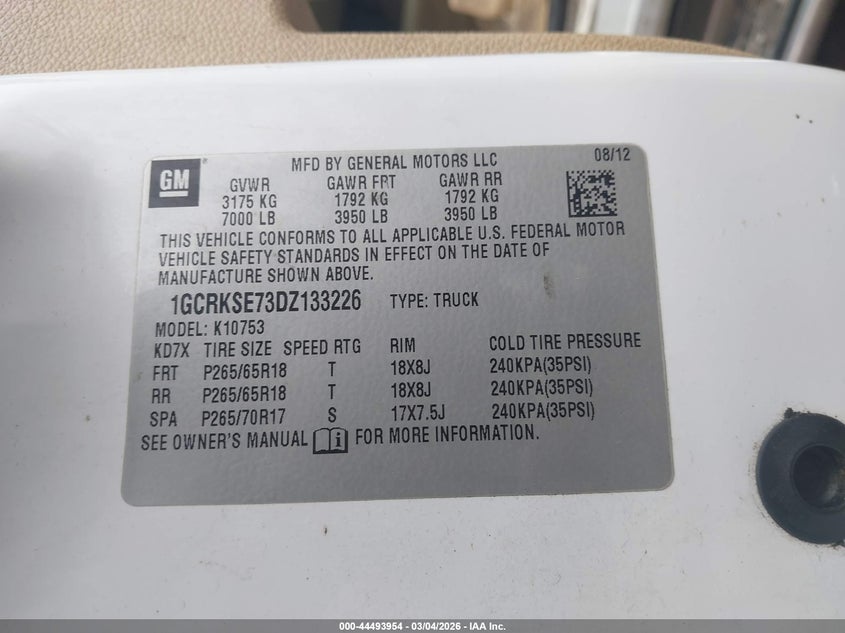 GM
MFD BY GENERAL MOTORS LLC 08/12
GVWR GAWR FRT GAWR RR
3175 KG 1792 KG 1792 KG
7000 LB 3950 LB 3950 LB
THIS VEHICLE CONFORMS TO ALL APPLICABLE U.S. FEDERAL MOTOR
VEHICLE SAFETY STANDARDS IN EFFECT ON THE DATE OF
MANUFACTURE SHOWN ABOVE.
1GCRKSE73DZ133226 TYPE: TRUCK
MODEL: K10753
KD7X TIRE SIZE SPEED RTG RIM COLD TIRE PRESSURE
FRT P265/65R18 T 18X8J 240KPA(35PSI)
RR P265/65R18 T 18X8J 240KPA(35PSI)
SPA P265/70R17 S 17X7.5J 240KPA(35PSI)
SEE OWNER'S MANUAL i FOR MORE INFORMATION.
000-44493954 - 03/04/2026 - IAA Inc.